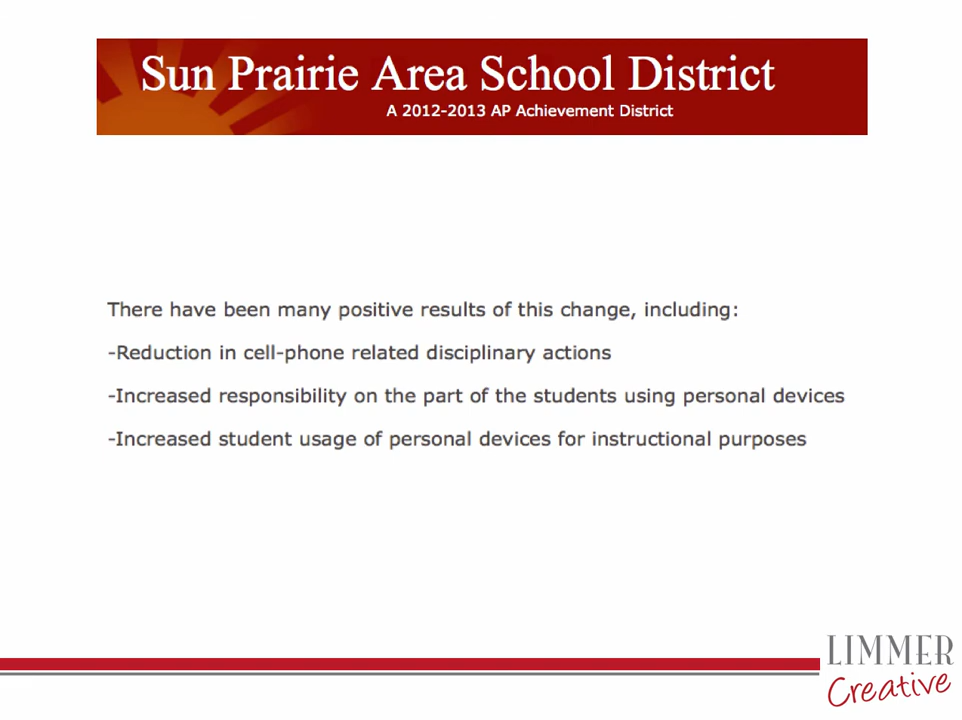 Sun Prairie Area School District
A 2012-2013 AP Achievement District
There have been many positive results of this change, including:
-Reduction in cell-phone related disciplinary actions
-Increased responsibility on the part of the students using personal devices
-Increased student usage of personal devices for instructional purposes
LIMMER
Creative